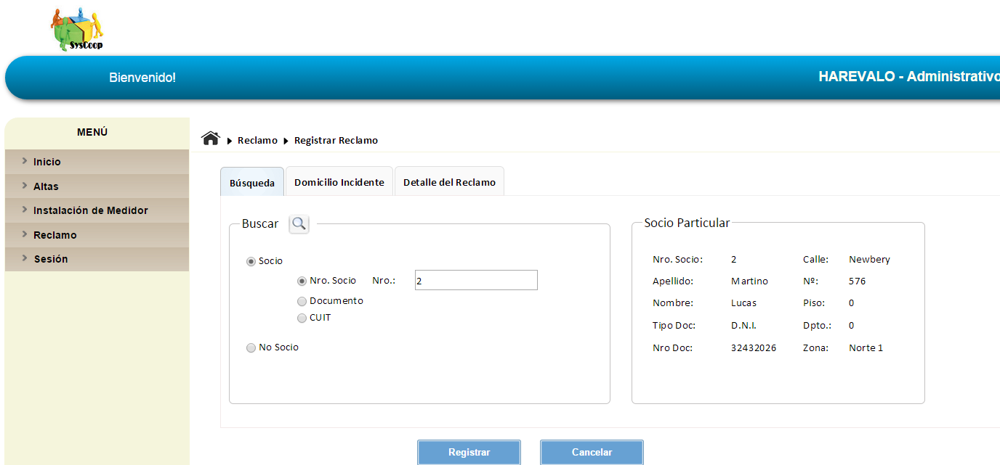 SysCoop
Bienvenido!
HAREVALO - Administrativo
MENÚ
Inicio
Altas
Instalación de Medidor
Reclamo
Sesión
Reclamo Registrar Reclamo
Búsqueda Domicilio Incidente Detalle del Reclamo
Buscar
Socio
Nro. Socio Nro.: 2
Documento
CUIT
No Socio
Socio Particular
Nro. Socio: 2 Calle: Newbery
Apellido: Martino Nº: 576
Nombre: Lucas Piso: 0
Tipo Doc: D.N.I. Dpto.: 0
Nro Doc: 32432026 Zona: Norte 1
Registrar Cancelar